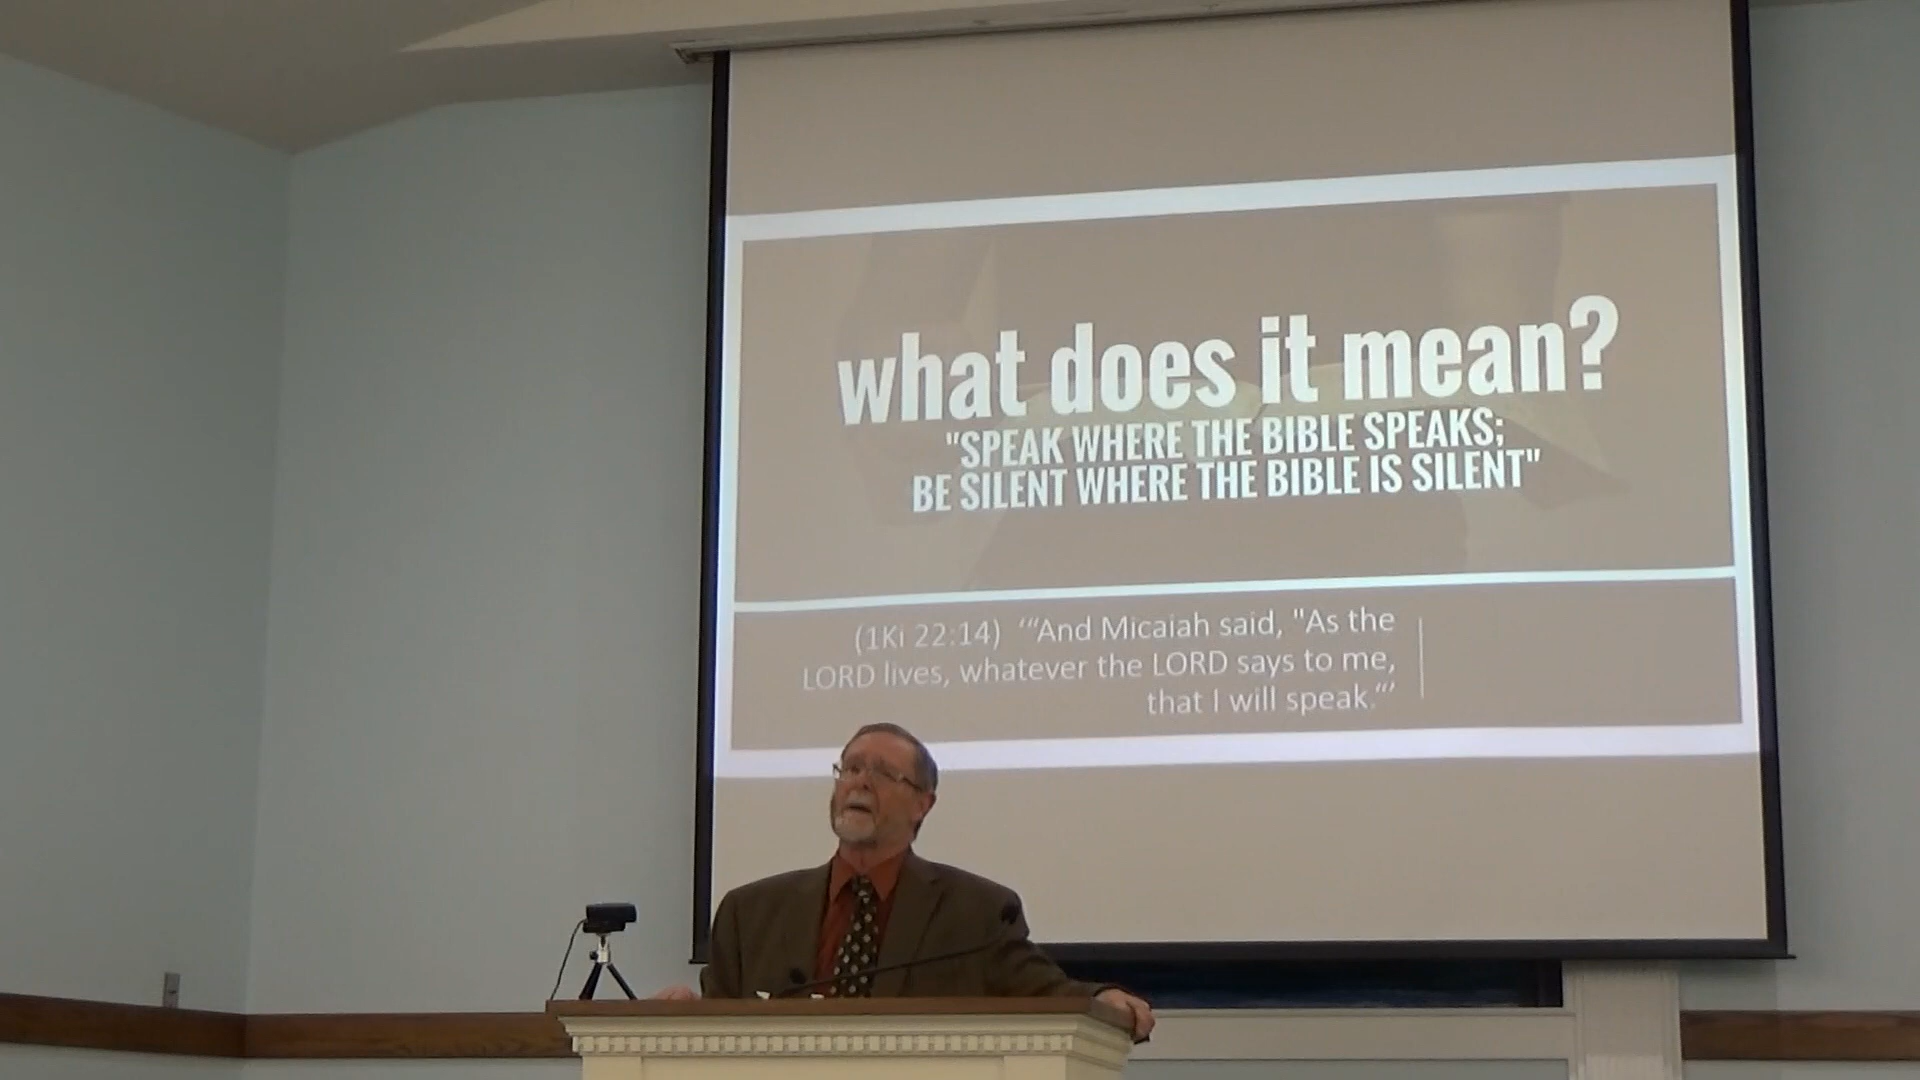 what does it mean?
"SPEAK WHERE THE BIBLE SPEAKS;
BE SILENT WHERE THE BIBLE IS SILENT"
(1Ki 22:14) “‘And Micaiah said, "As the
LORD lives, whatever the LORD says to me,
that I will speak.“’